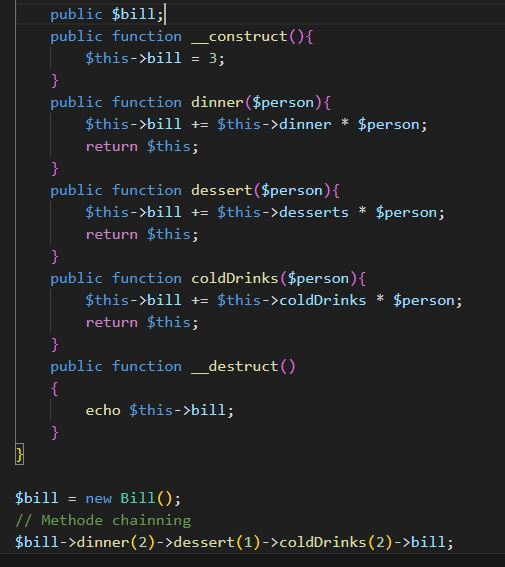 public $bill;
public function __construct(){
$this->bill = 3;
}
public function dinner($person){
$this->bill += $this->dinner * $person;
return $this;
}
public function dessert($person){
$this->bill += $this->desserts * $person;
return $this;
}
public function coldDrinks($person){
$this->bill += $this->coldDrinks * $person;
return $this;
}
public function __destruct()
{
echo $this->bill;
}
}
$bill = new Bill();
// Methode chainning
$bill->dinner(2)->dessert(1)->coldDrinks(2)->bill;